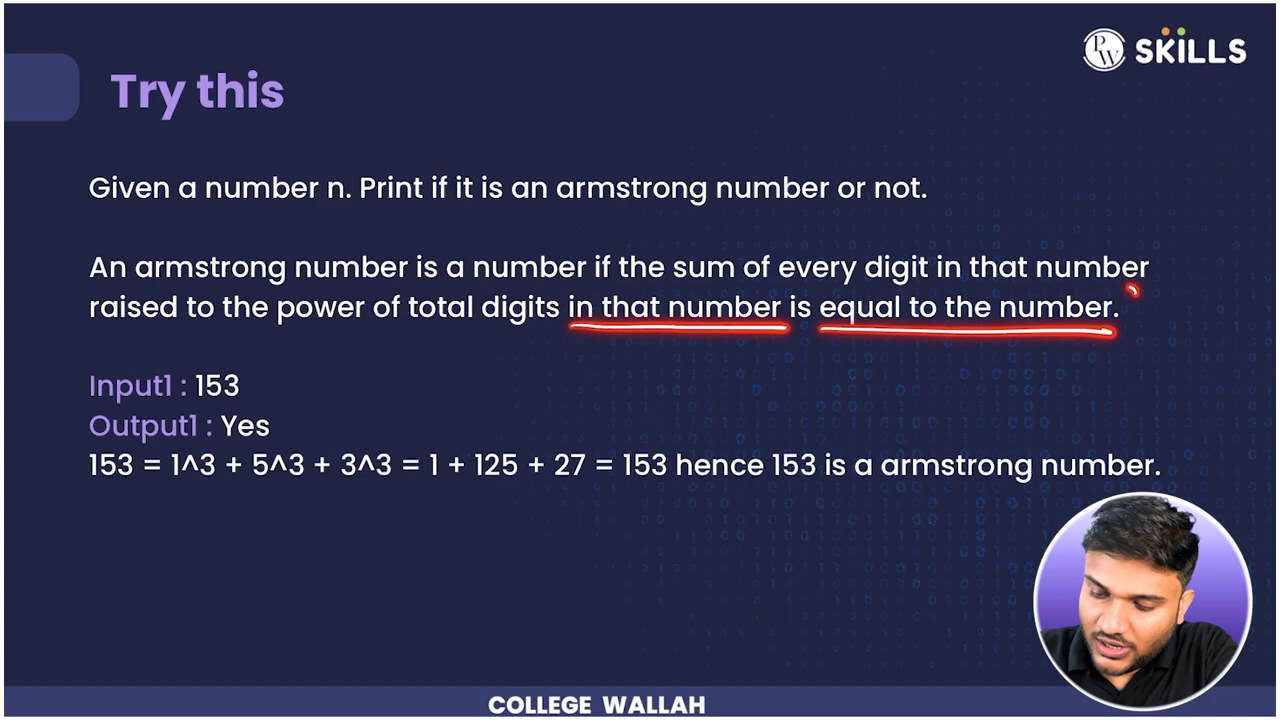 PW SKILLS
Try this
Given a number n. Print if it is an armstrong number or not.
An armstrong number is a number if the sum of every digit in that number
raised to the power of total digits in that number is equal to the number.
Input1 : 153
Output1 : Yes
153 = 1^3 + 5^3 + 3^3 = 1 + 125 + 27 = 153 hence 153 is a armstrong number.
COLLEGE WALLAH